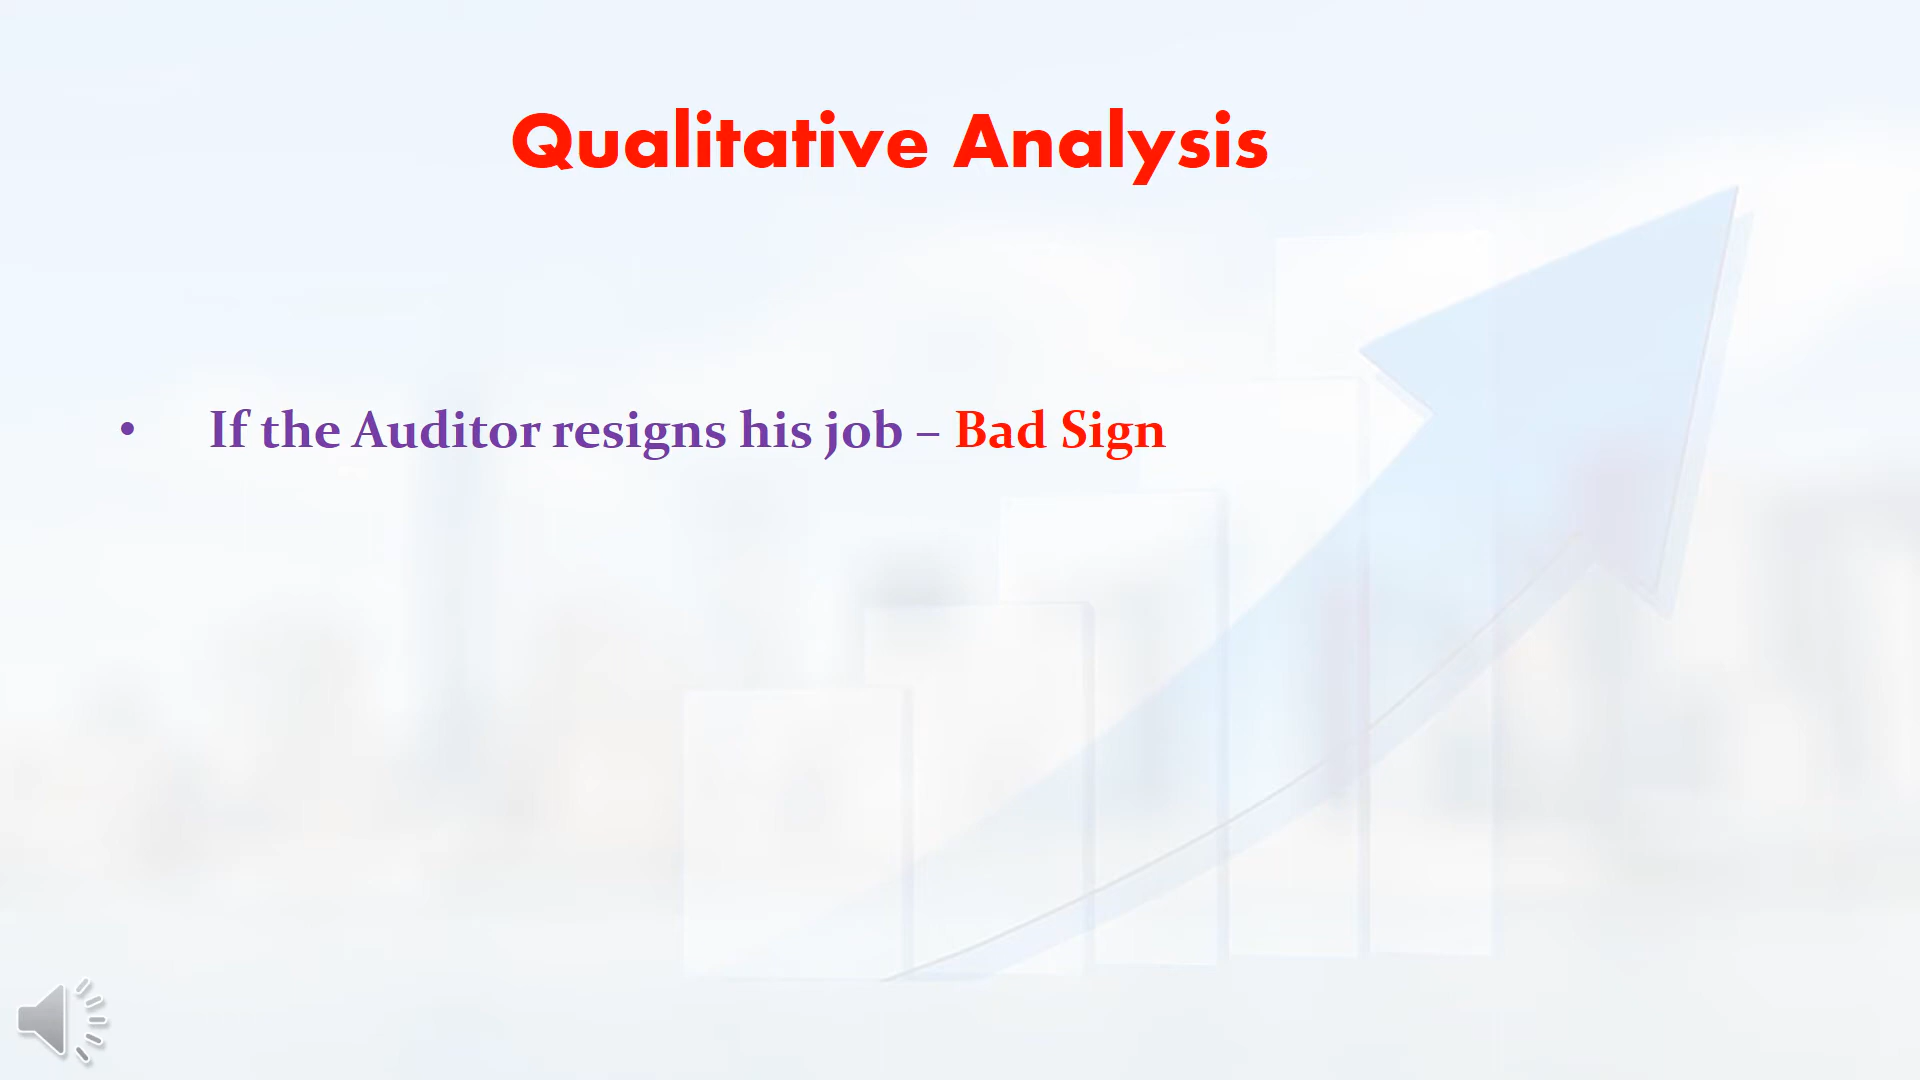 Qualitative Analysis
• If the Auditor resigns his job – Bad Sign